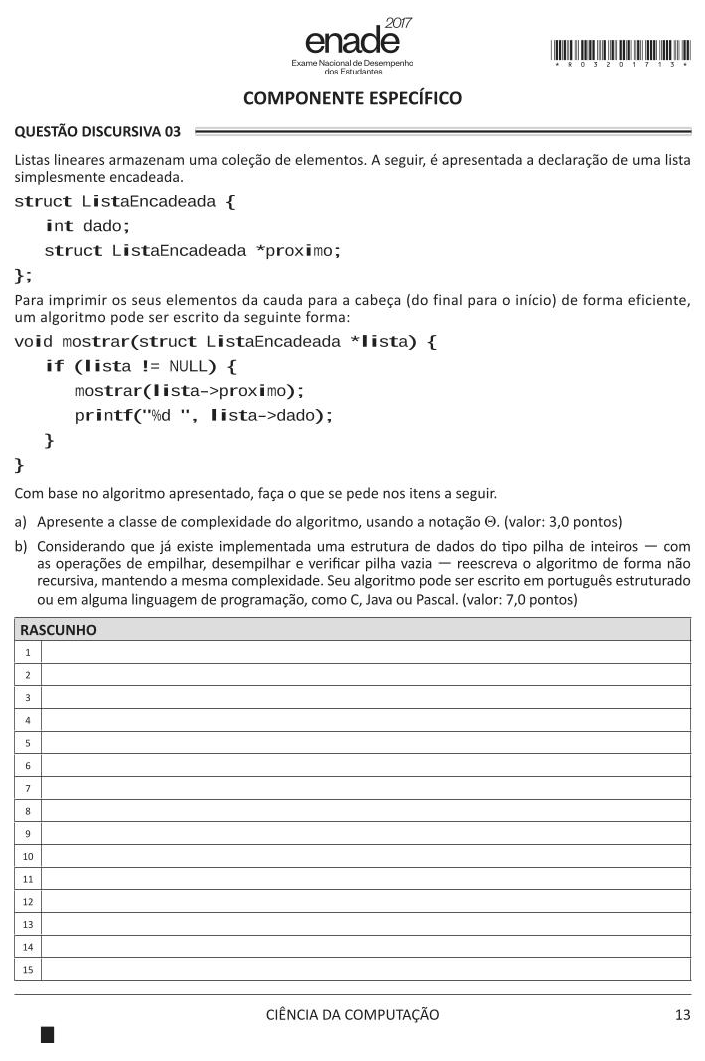 2017
enade
Exame Nacional de Desempenho
dos Estudantes
* R 0 3 2 0 1 7 1 3 *
COMPONENTE ESPECÍFICO
QUESTÃO DISCURSIVA 03
Listas lineares armazenam uma coleção de elementos. A seguir, é apresentada a declaração de uma lista
simplesmente encadeada.
struct ListaEncadeada {
int dado;
struct ListaEncadeada *proximo;
};
Para imprimir os seus elementos da cauda para a cabeça (do final para o início) de forma eficiente,
um algoritmo pode ser escrito da seguinte forma:
void mostrar(struct ListaEncadeada *lista) {
if (lista != NULL) {
mostrar(lista->proximo);
printf("%d ", lista->dado);
}
}
Com base no algoritmo apresentado, faça o que se pede nos itens a seguir.
a) Apresente a classe de complexidade do algoritmo, usando a notação Θ. (valor: 3,0 pontos)
b) Considerando que já existe implementada uma estrutura de dados do tipo pilha de inteiros — com
as operações de empilhar, desempilhar e verificar pilha vazia — reescreva o algoritmo de forma não
recursiva, mantendo a mesma complexidade. Seu algoritmo pode ser escrito em português estruturado
ou em alguma linguagem de programação, como C, Java ou Pascal. (valor: 7,0 pontos)
RASCUNHO
1
2
3
4
5
6
7
8
9
10
11
12
13
14
15
CIÊNCIA DA COMPUTAÇÃO
13